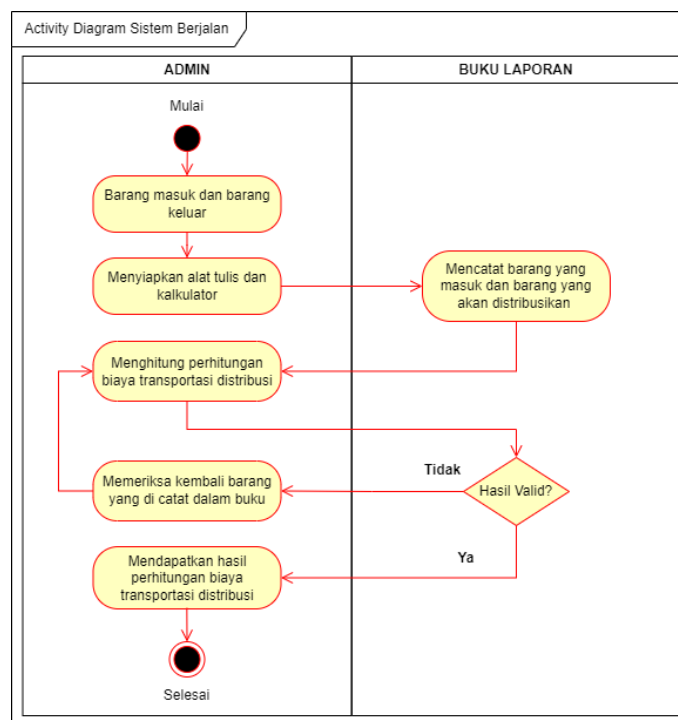 Activity Diagram Sistem Berjalan
ADMIN
BUKU LAPORAN
Mulai
Barang masuk dan barang
keluar
Menyiapkan alat tulis dan
kalkulator
Mencatat barang yang
masuk dan barang yang
akan distribusikan
Menghitung perhitungan
biaya transportasi distribusi
Hasil Valid?
Tidak
Memeriksa kembali barang
yang di catat dalam buku
Ya
Mendapatkan hasil
perhitungan biaya
transportasi distribusi
Selesai